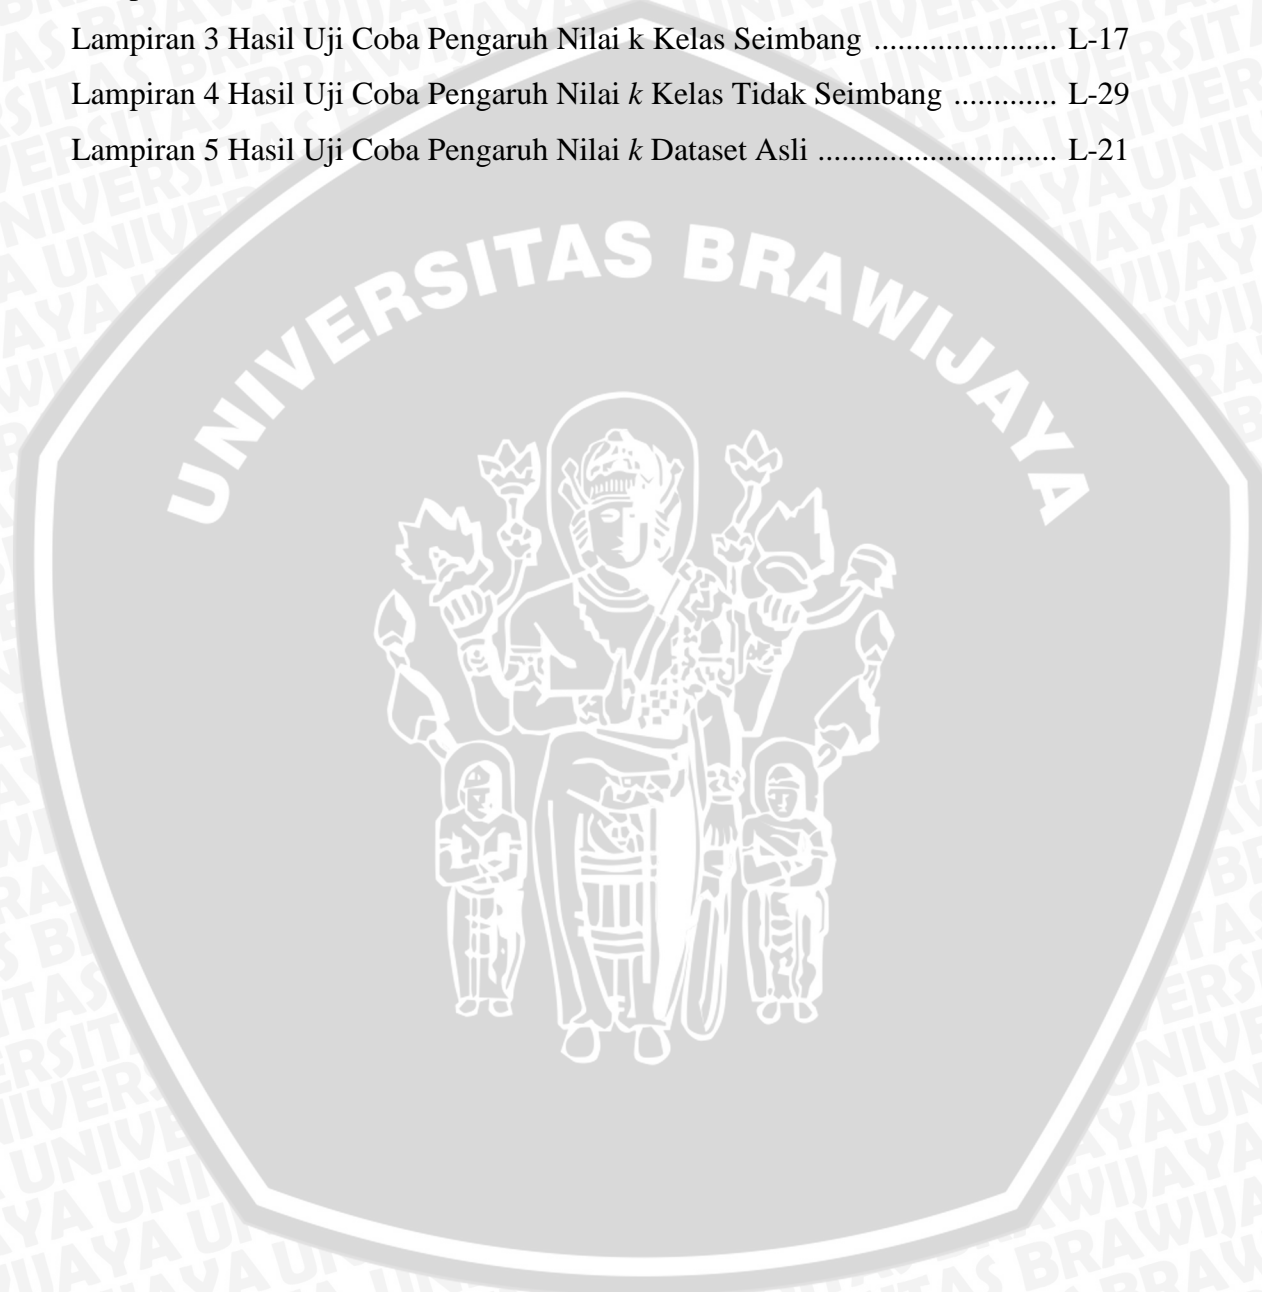 Lampiran 3 Hasil Uji Coba Pengaruh Nilai k Kelas Seimbang ....................... L-17
Lampiran 4 Hasil Uji Coba Pengaruh Nilai k Kelas Tidak Seimbang ............. L-29
Lampiran 5 Hasil Uji Coba Pengaruh Nilai k Dataset Asli .............................. L-21
UNIVERSITAS BRAWIJAYA